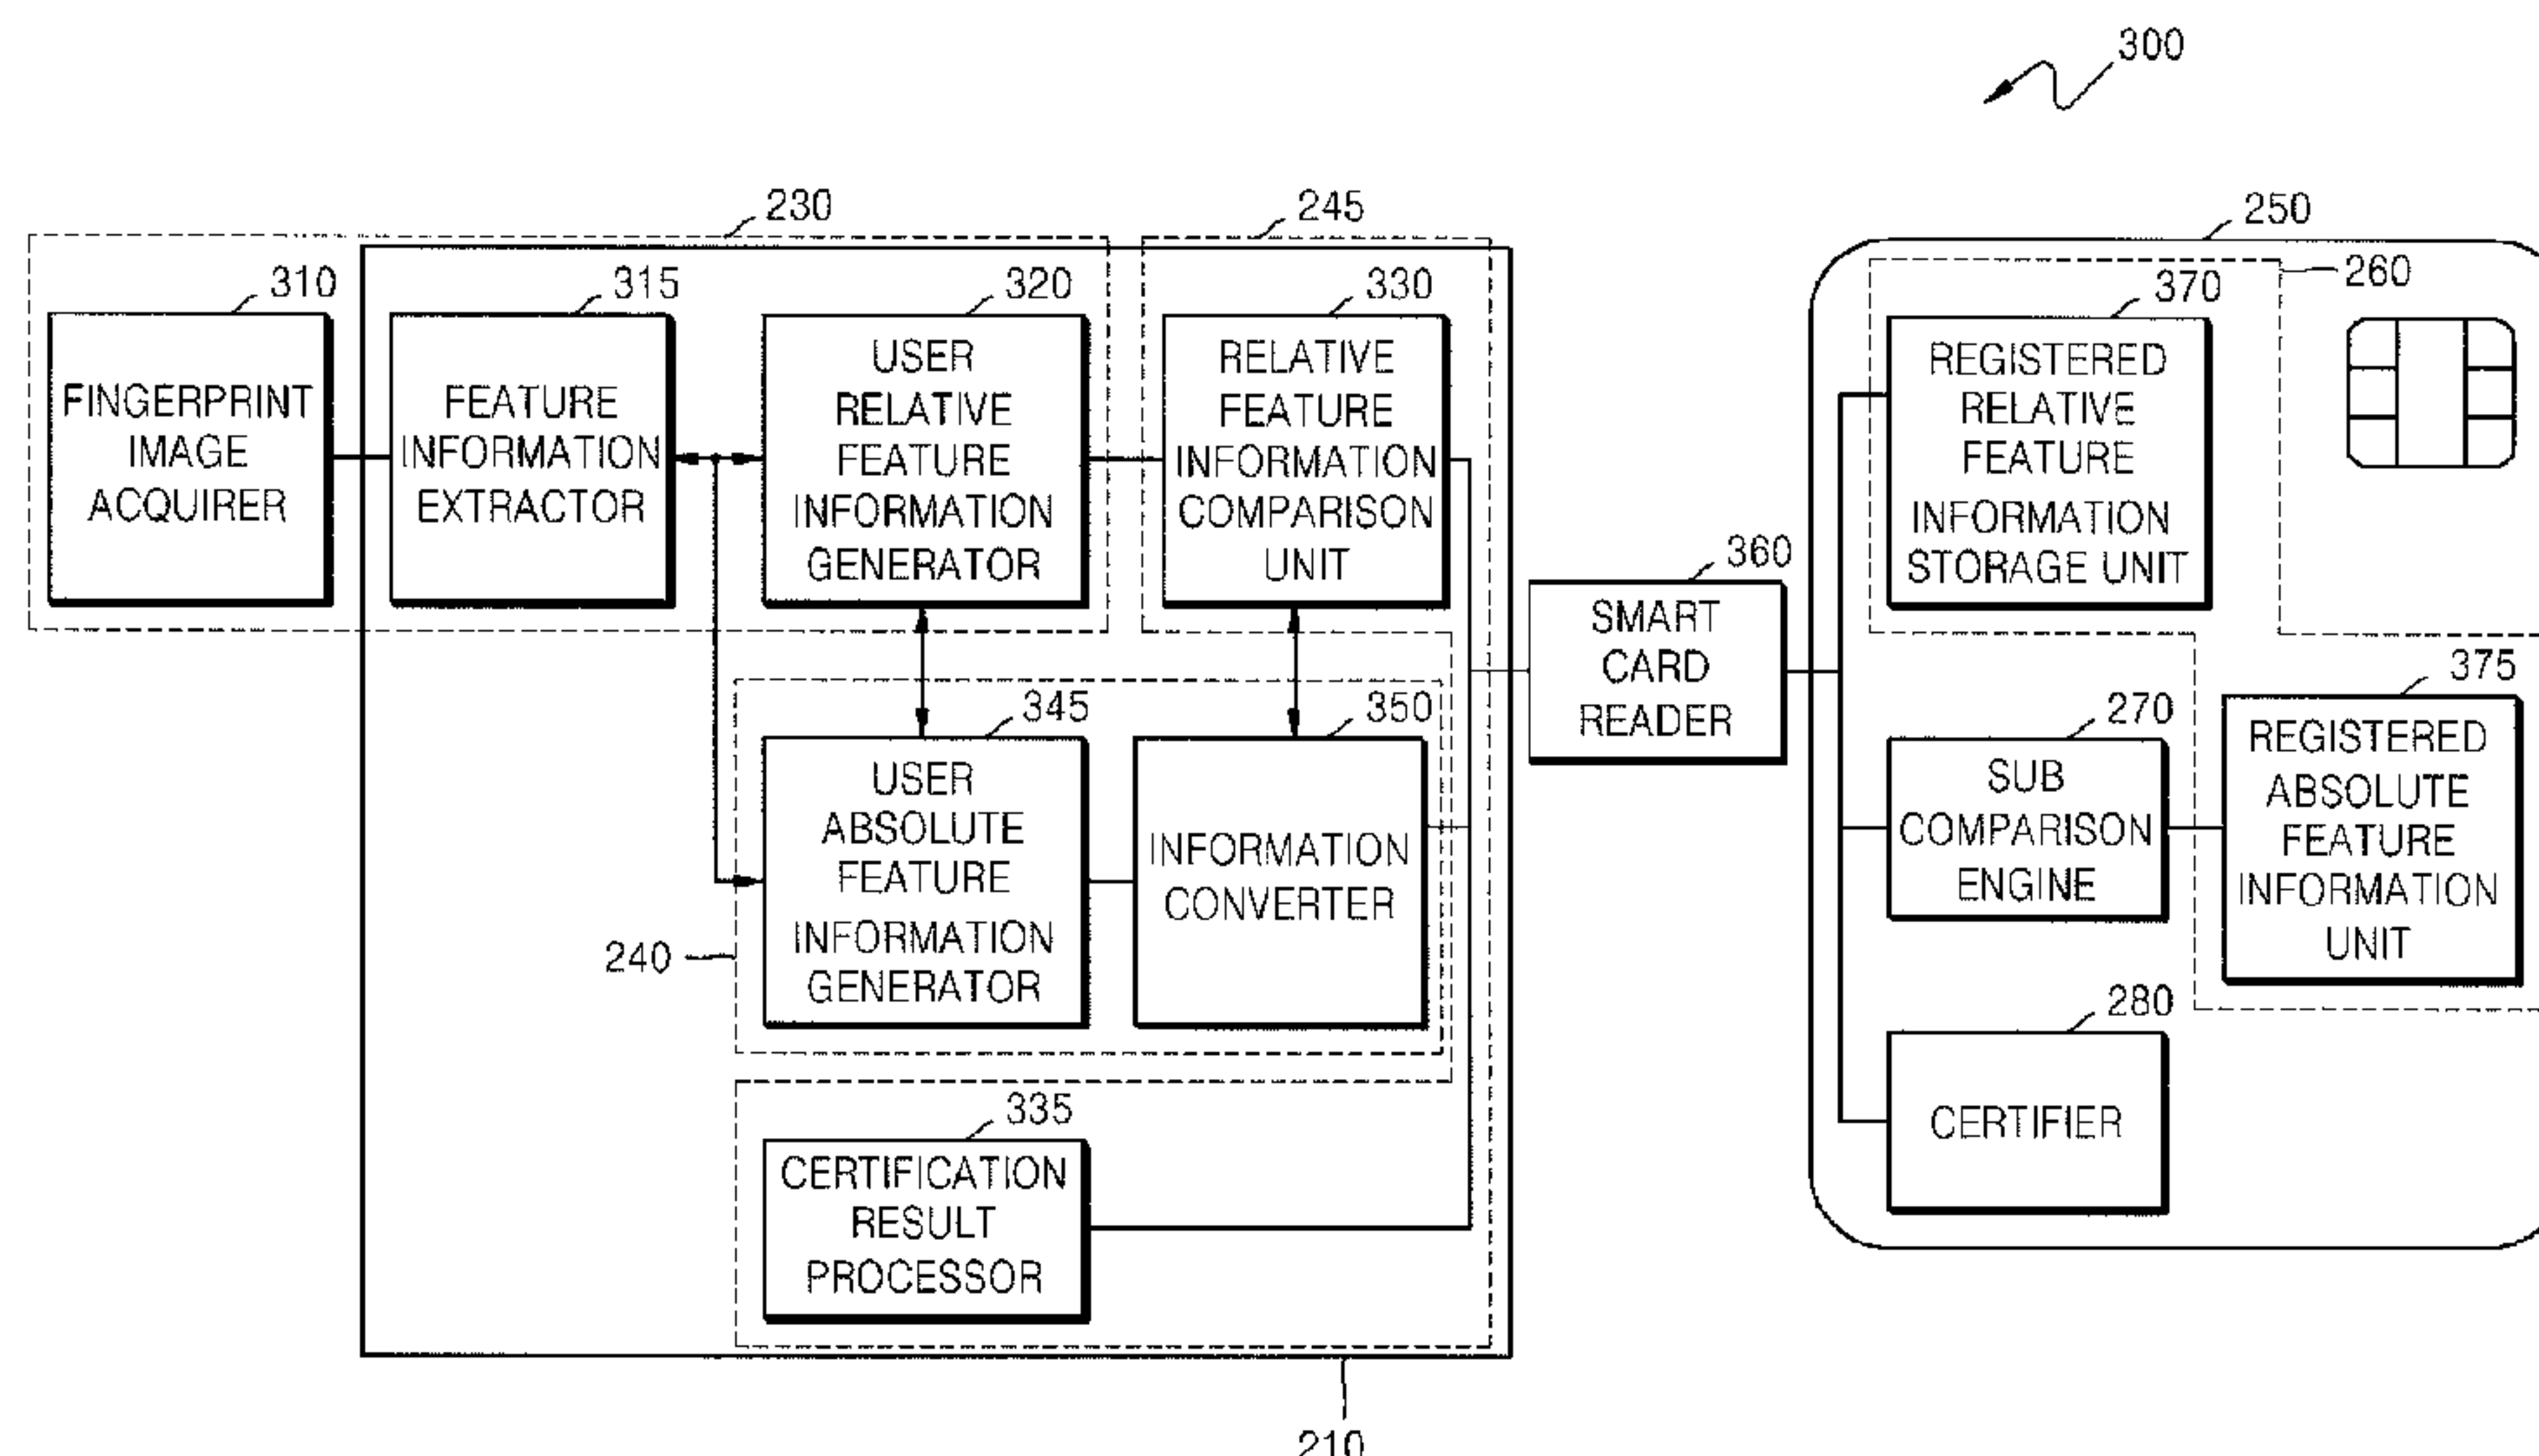 300
230
245
250
260
310
FINGERPRINT
IMAGE
ACQUIRER
315
FEATURE
INFORMATION
EXTRACTOR
320
USER
RELATIVE
FEATURE
INFORMATION
GENERATOR
330
RELATIVE
FEATURE
INFORMATION
COMPARISON
UNIT
360
SMART
CARD
READER
370
REGISTERED
RELATIVE
FEATURE
INFORMATION
STORAGE UNIT
345
USER
ABSOLUTE
FEATURE
INFORMATION
GENERATOR
240
350
INFORMATION
CONVERTER
270
SUB
COMPARISON
ENGINE
375
REGISTERED
ABSOLUTE
FEATURE
INFORMATION
UNIT
335
CERTIFICATION
RESULT
PROCESSOR
280
CERTIFIER
210